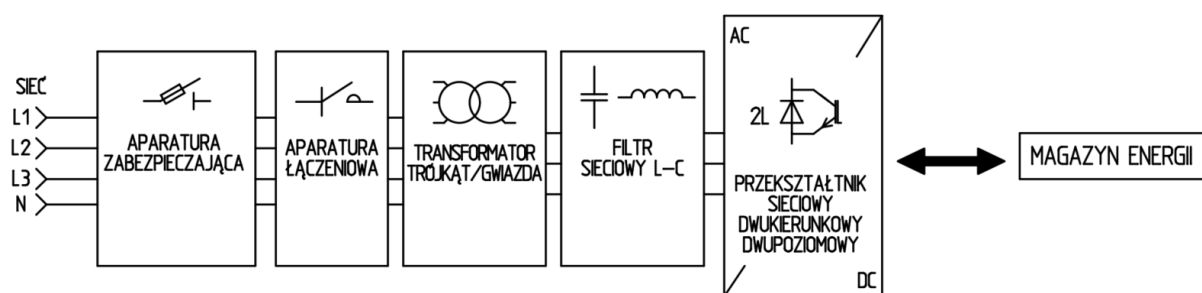 SIEĆ
L1
L2
L3
N
APARATURA
ZABEZPIECZAJĄCA
APARATURA
ŁĄCZENIOWA
TRANSFORMATOR
TRÓJKĄT/GWIAZDA
FILTR
SIECIOWY L-C
AC
2L
PRZEKSZTAŁTNIK
SIECIOWY
DWUKIERUNKOWY
DWUPOZIOMOWY
DC
MAGAZYN ENERGII